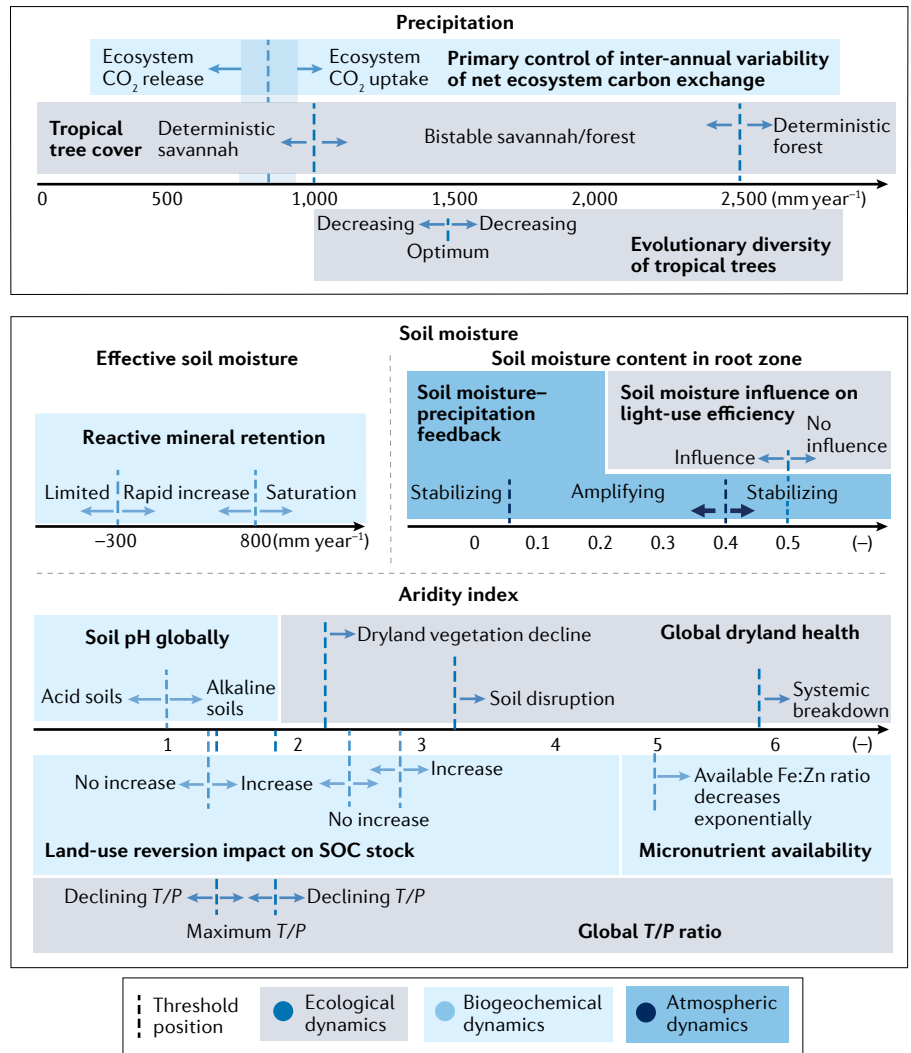 Precipitation
Ecosystem
CO₂ release
Ecosystem
CO₂ uptake
Primary control of inter-annual variability
of net ecosystem carbon exchange
Tropical
tree cover
Deterministic
savannah
Bistable savannah/forest
Deterministic
forest
0 500 1,000 1,500 2,000 2,500 (mm year⁻¹)
Decreasing Decreasing
Optimum
Evolutionary diversity
of tropical trees
Soil moisture
Effective soil moisture
Reactive mineral retention
Limited Rapid increase Saturation
−300 800 (mm year⁻¹)
Soil moisture content in root zone
Soil moisture–
precipitation
feedback
Soil moisture influence on
light-use efficiency
No
influence
Influence
Stabilizing Amplifying Stabilizing
0 0.1 0.2 0.3 0.4 0.5 (–)
Aridity index
Soil pH globally
Acid soils
Alkaline
soils
Dryland vegetation decline
Global dryland health
Soil disruption
Systemic
breakdown
1 2 3 4 5 6 (–)
No increase Increase Increase
No increase
Land-use reversion impact on SOC stock
Available Fe:Zn ratio
decreases
exponentially
Micronutrient availability
Declining T/P Declining T/P
Maximum T/P
Global T/P ratio
Threshold
position
Ecological
dynamics
Biogeochemical
dynamics
Atmospheric
dynamics